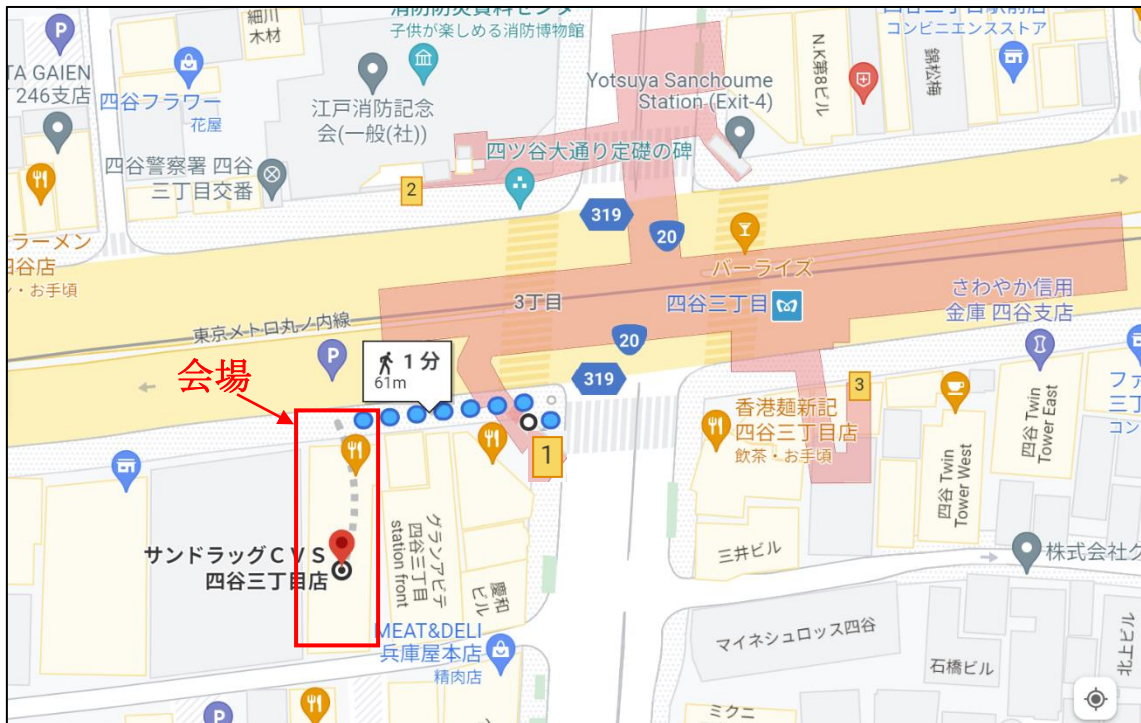 細川
木材
子供が楽しめる消防博物館
コンビニエンスストア
TA GAIEN
246支店
四谷フラワー
花屋
江戸消防記念
会(一般(社))
Yotsuya Sanchoume
Station (Exit-4)
N.K第8ビル
錦松梅
四谷警察署 四谷
三丁目交番
2
四ツ谷大通り定礎の碑
319
20
ラーメン
四谷店
ン・お手頃
バーライズ
3丁目
四谷三丁目
さわやか信用
金庫 四谷支店
東京メトロ丸ノ内線
20
319
会場
1 分
61m
1
3
香港麺新記
四谷三丁目店
飲茶・お手頃
四谷 Twin
Tower West
四谷 Twin
Tower East
ファ
三丁
コン
サンドラッグCVS
四谷三丁目店
グランアビテ
四谷三丁目
station front
慶和
ビル
三井ビル
株式会社ク
MEAT&DELI
兵庫屋本店
精肉店
マイネシュロッス四谷
石橋ビル
ミクニ